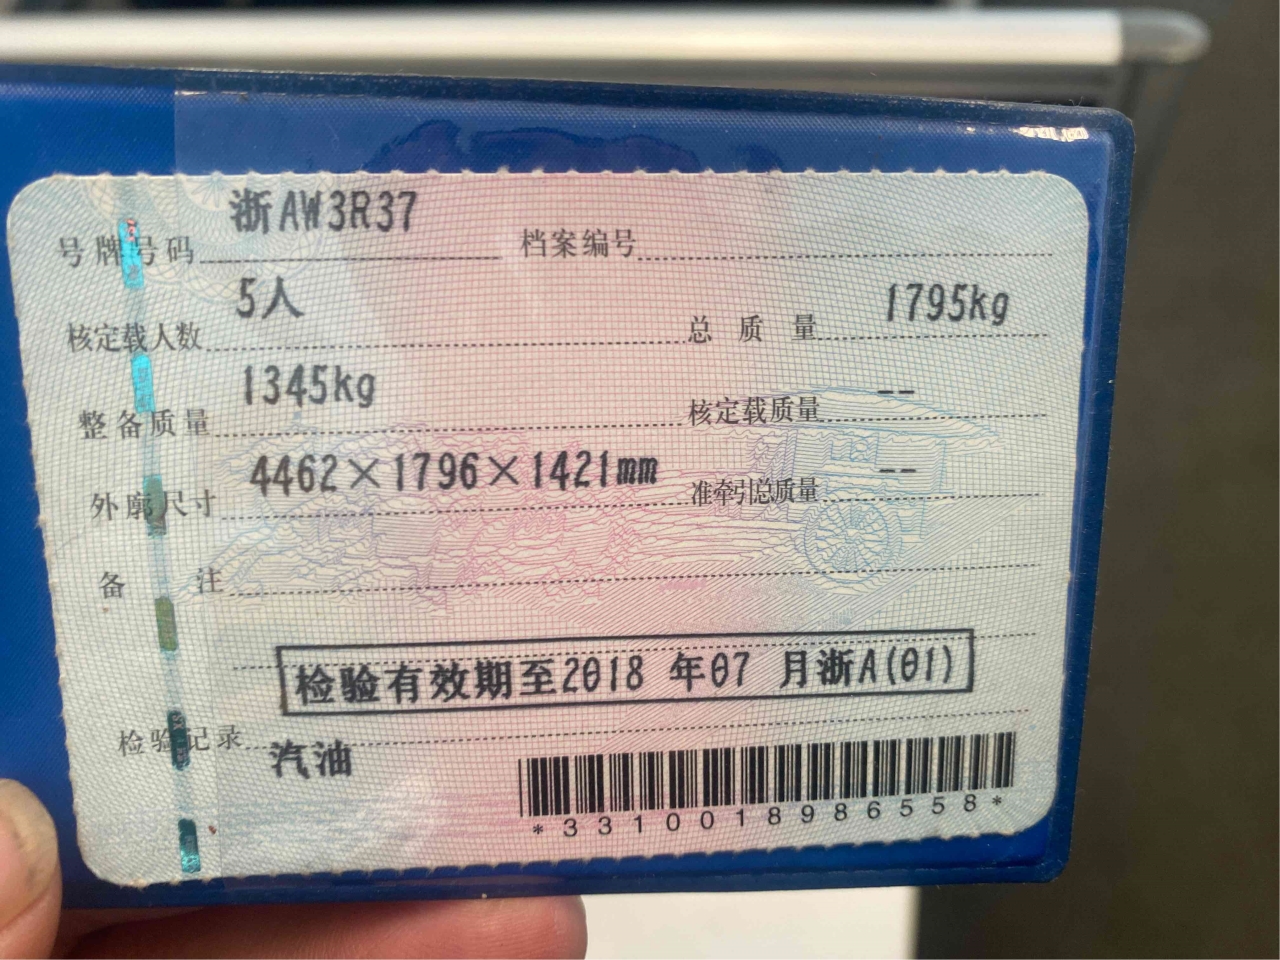 号牌号码 浙AW3R37 档案编号
核定载人数 5人 总质量 1795kg
整备质量 1345kg 核定载质量 --
外廓尺寸 4462×1796×1421mm 准牵引总质量 --
备注
检验有效期至2018 年07 月浙A(01)
检验记录 汽油
*3310018986558*